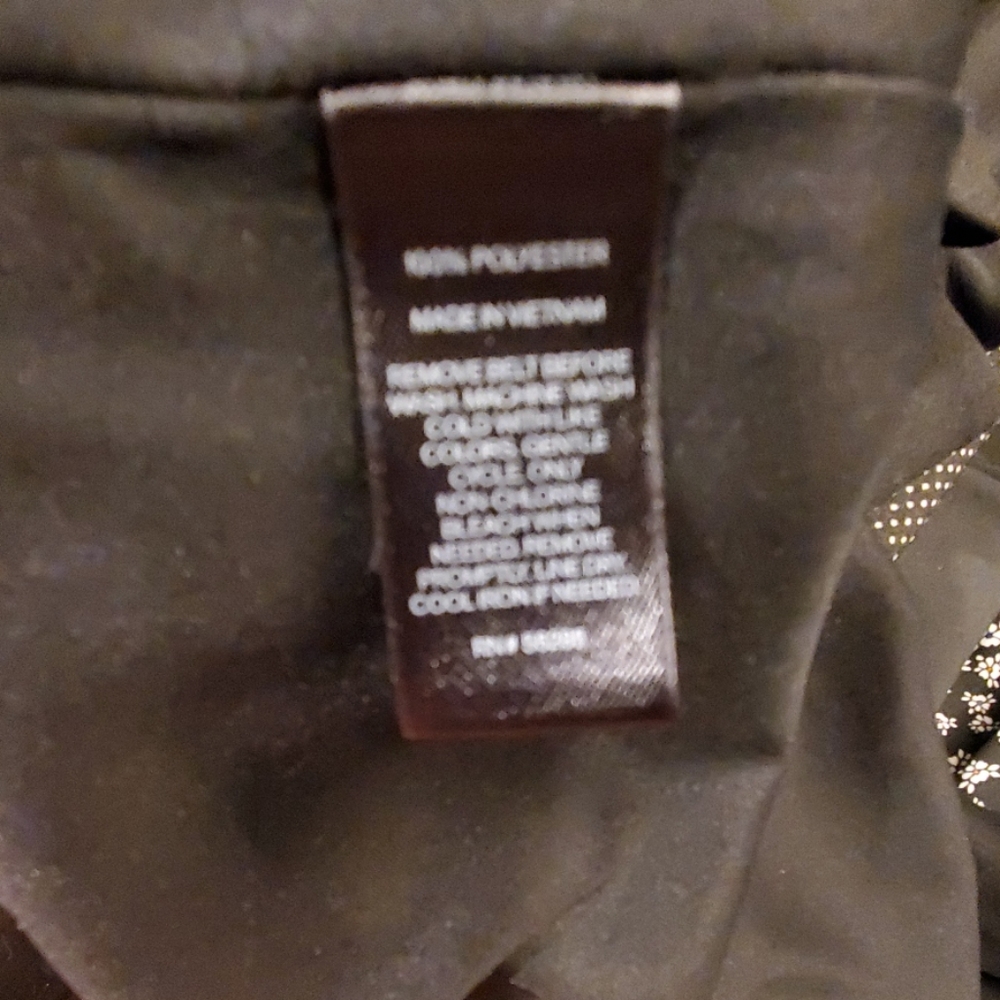 100% POLYESTER
MADE IN VIETNAM
REMOVE BELT BEFORE
WASH, MACHINE WASH
COLD WITH LIKE
COLORS, GENTLE
CYCLE, ONLY
NON-CHLORINE
BLEACH WHEN
NEEDED, REMOVE
PROMPTLY, LINE DRY,
COOL IRON IF NEEDED